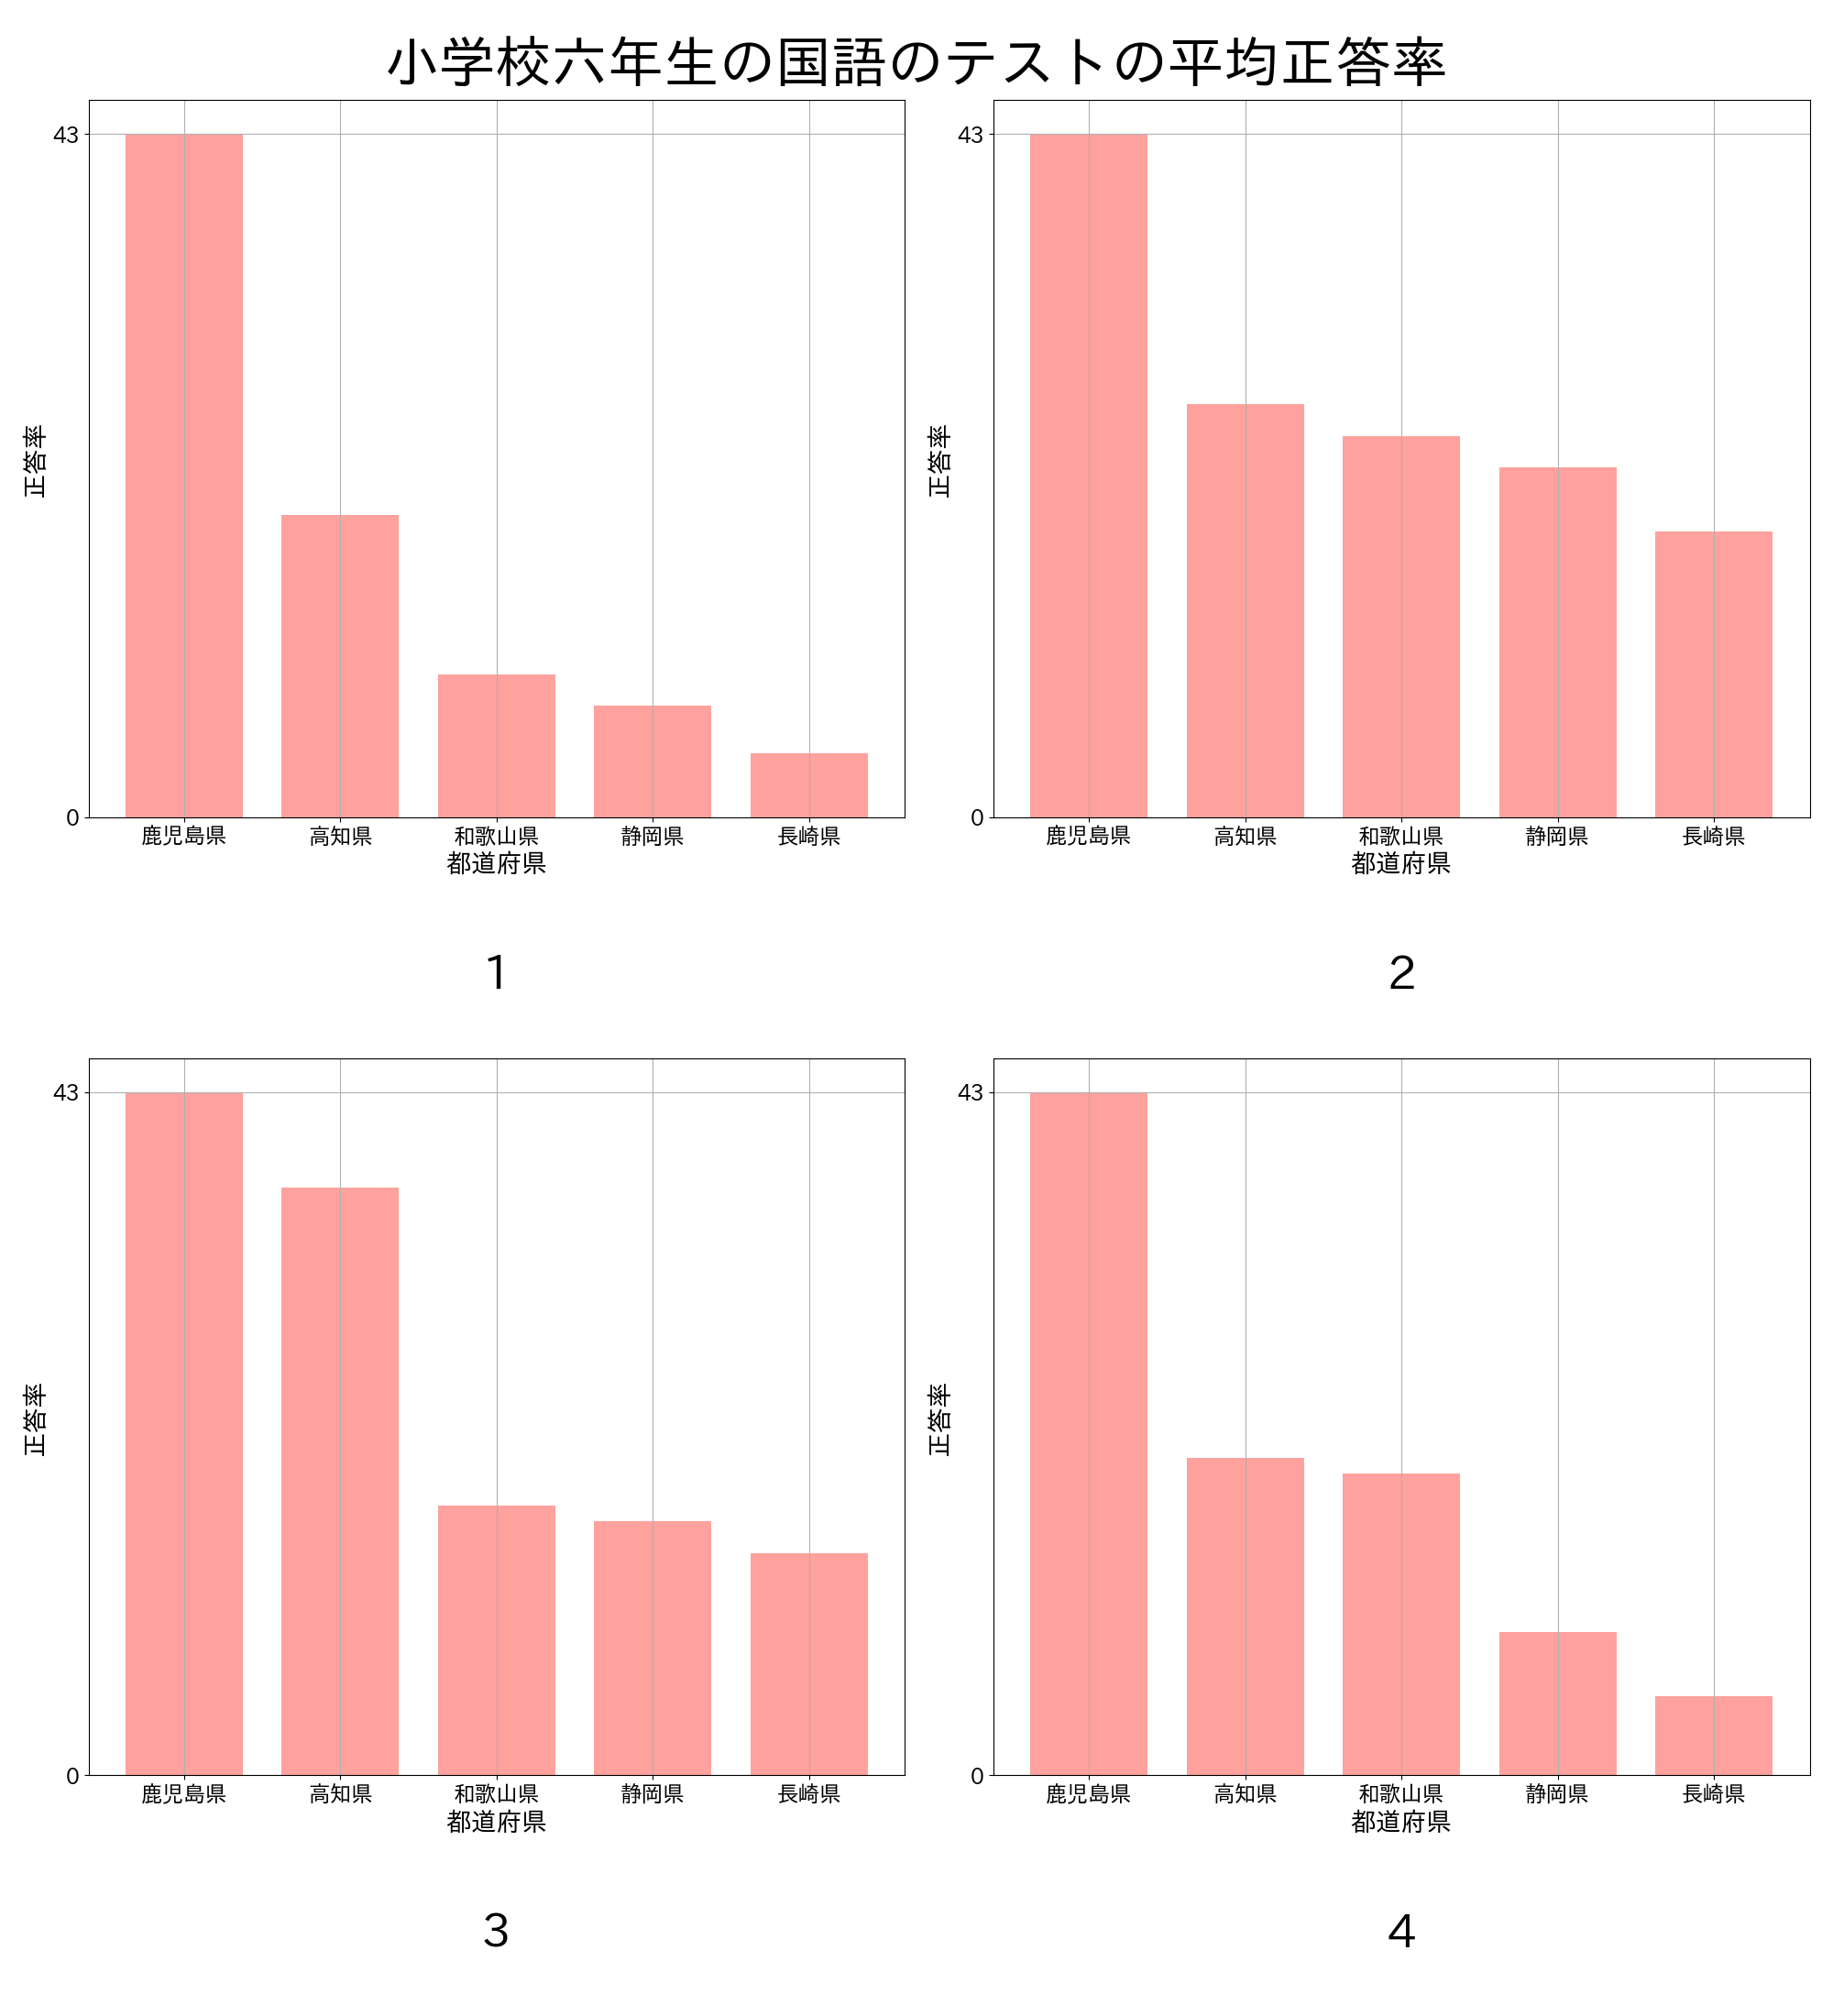 小学校六年生の国語のテストの平均正答率
43
正答率
0
鹿児島県 高知県 和歌山県 静岡県 長崎県
都道府県
1
43
正答率
0
鹿児島県 高知県 和歌山県 静岡県 長崎県
都道府県
2
43
正答率
0
鹿児島県 高知県 和歌山県 静岡県 長崎県
都道府県
3
43
正答率
0
鹿児島県 高知県 和歌山県 静岡県 長崎県
都道府県
4